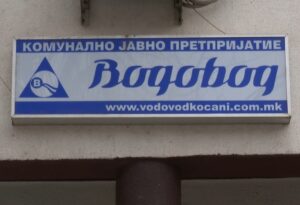 КОМУНАЛНО ЈАВНО ПРЕТПРИЈАТИЕ
В Водовод
www.vodovodkocani.com.mk